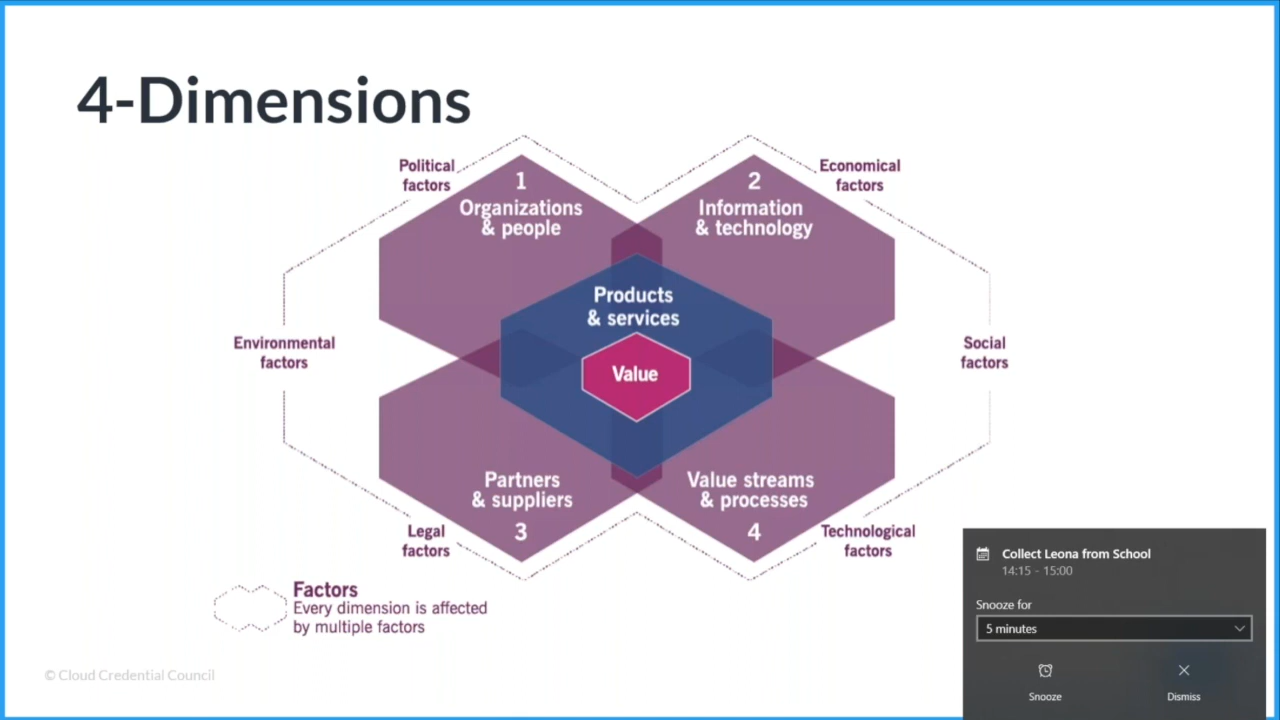 4-Dimensions
Political
factors
1
Organizations
& people
2
Information
& technology
Economical
factors
Products
& services
Value
Environmental
factors
Social
factors
Partners
& suppliers
3
Value streams
& processes
4
Legal
factors
Technological
factors
Factors
Every dimension is affected
by multiple factors
© Cloud Credential Council
Collect Leona from School
14:15 - 15:00
Snooze for
5 minutes
Snooze
Dismiss